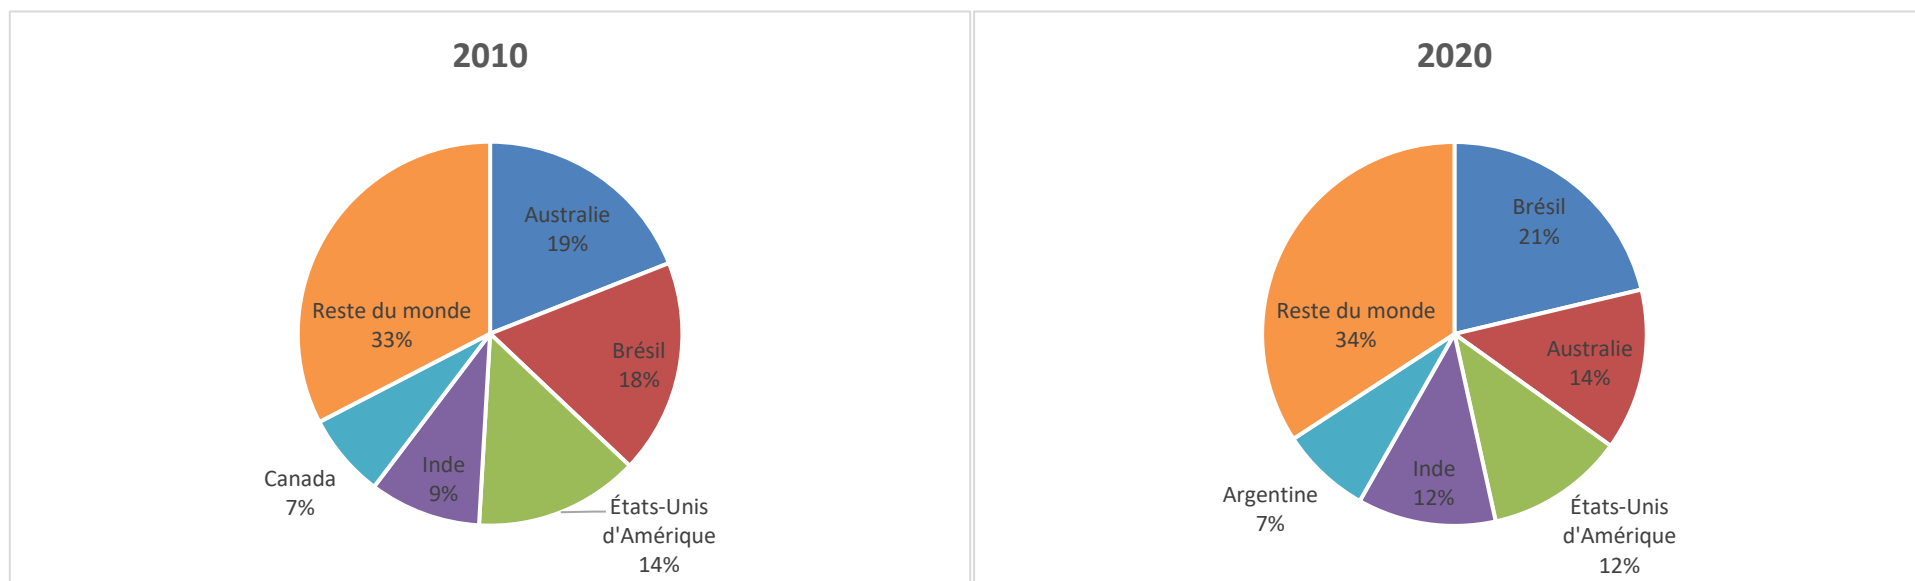 2010
Australie
19%
Brésil
18%
États-Unis
d'Amérique
14%
Inde
9%
Canada
7%
Reste du monde
33%
2020
Brésil
21%
Australie
14%
États-Unis
d'Amérique
12%
Inde
12%
Argentine
7%
Reste du monde
34%